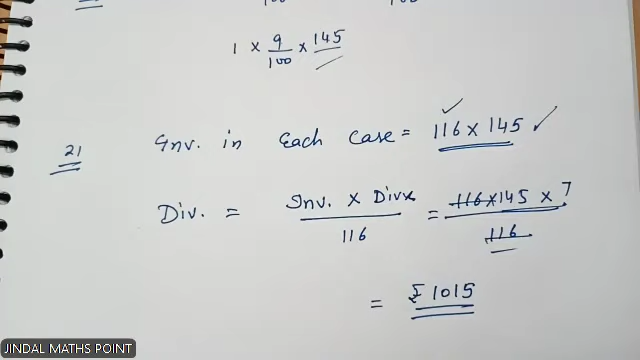 1 × 9/100 × 145
21 Inv. in Each Case = 116 × 145
Div. = Inv. × Div% / 116 = 116 × 145 × 7 / 116
= ₹ 1015
JINDAL MATHS POINT